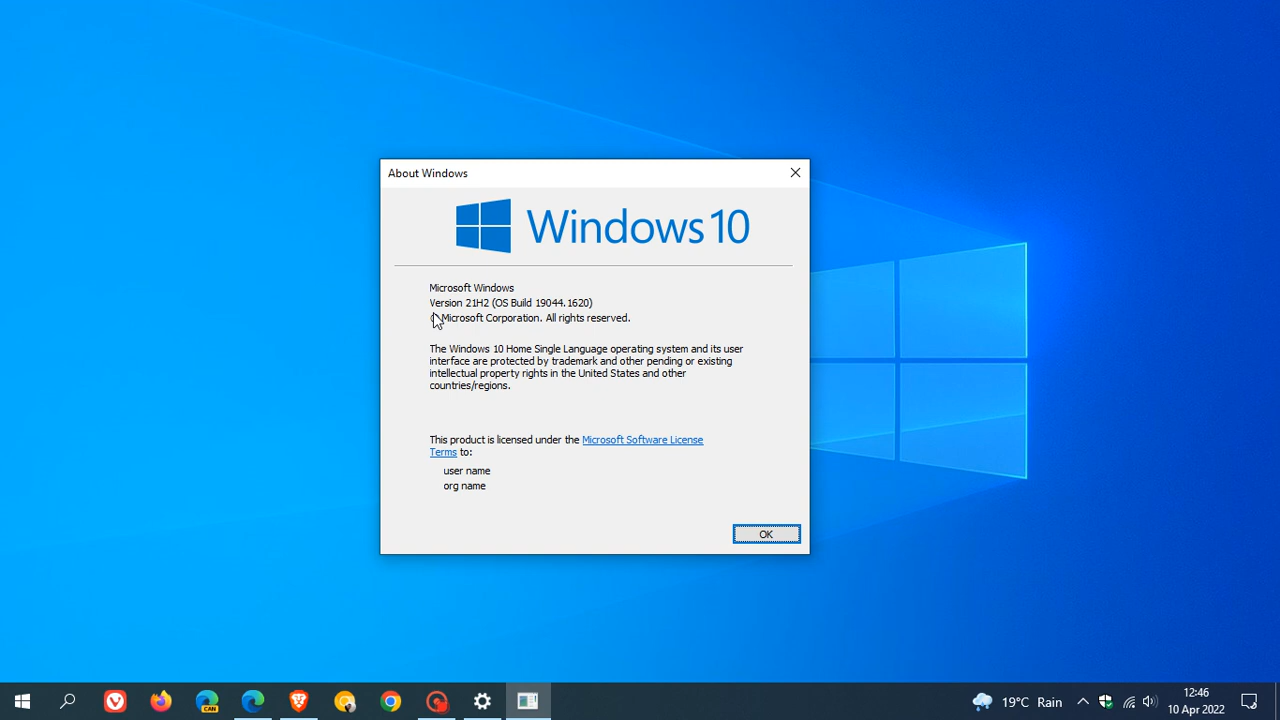 About Windows
Windows 10
Microsoft Windows
Version 21H2 (OS Build 19044.1620)
Microsoft Corporation. All rights reserved.
The Windows 10 Home Single Language operating system and its user
interface are protected by trademark and other pending or existing
intellectual property rights in the United States and other
countries/regions.
This product is licensed under the Microsoft Software License
Terms to:
user name
org name
OK
CAN
19°C Rain
12:46
10 Apr 2022